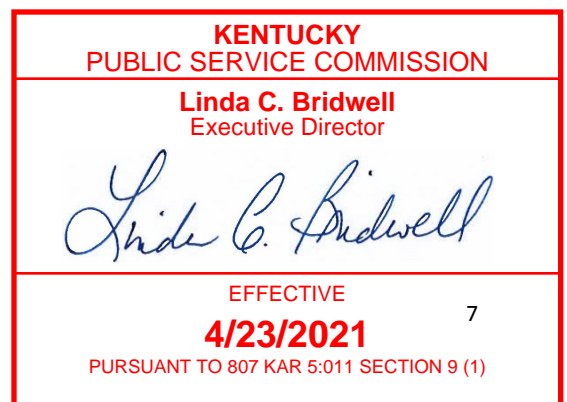 KENTUCKY
PUBLIC SERVICE COMMISSION
Linda C. Bridwell
Executive Director
Linda C. Bridwell
EFFECTIVE
7
4/23/2021
PURSUANT TO 807 KAR 5:011 SECTION 9 (1)